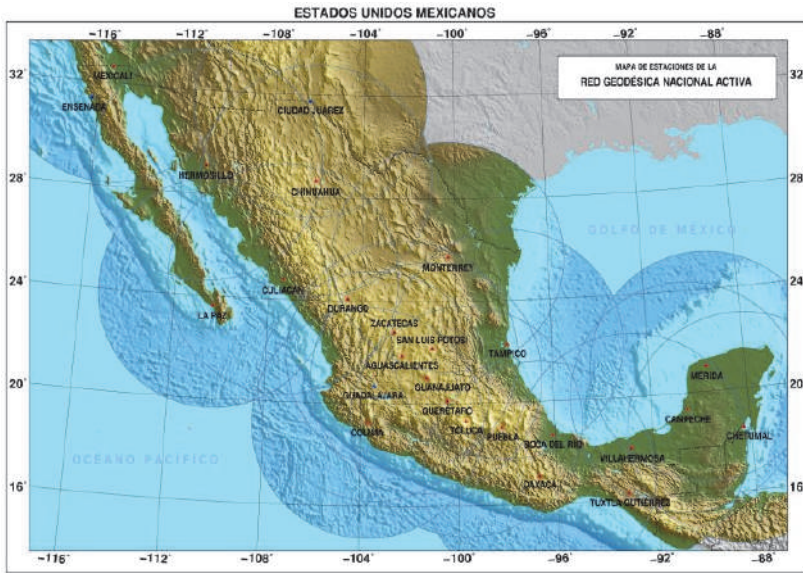 ESTADOS UNIDOS MEXICANOS
-116° -112° -108° -104° -100° -96° -92° -88°
MAPA DE ESTACIONES DE LA
RED GEODÉSICA NACIONAL ACTIVA
32° 32°
MEXICALI
ENSENADA
CIUDAD JUÁREZ
HERMOSILLO
28° 28°
CHIHUAHUA
GOLFO DE MÉXICO
MONTERREY
24° 24°
CULIACAN
LA PAZ
DURANGO
ZACATECAS
SAN LUIS POTOSI
TAMPICO
AGUASCALIENTES
MERIDA
20° 20°
GUADALAJARA
GUANAJUATO
QUERETARO
CAMPECHE
COLIMA
TOLUCA
PUEBLA
BOCA DEL RIO
CHETUMAL
VILLAHERMOSA
OCEANO PACÍFICO
16° 16°
OAXACA
TUXTLA GUTIÉRREZ
-116° -112° -108° -104° -100° -96° -92° -88°